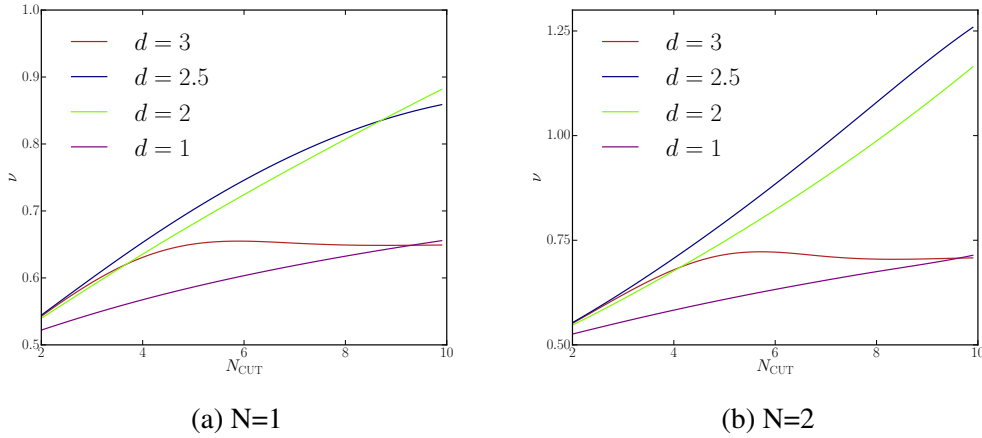 1.0
0.9
0.8
0.7
0.6
0.5
ν
d = 3
d = 2.5
d = 2
d = 1
2 4 6 8 10
N_CUT
(a) N=1
1.25
1.00
0.75
0.50
ν
d = 3
d = 2.5
d = 2
d = 1
2 4 6 8 10
N_CUT
(b) N=2